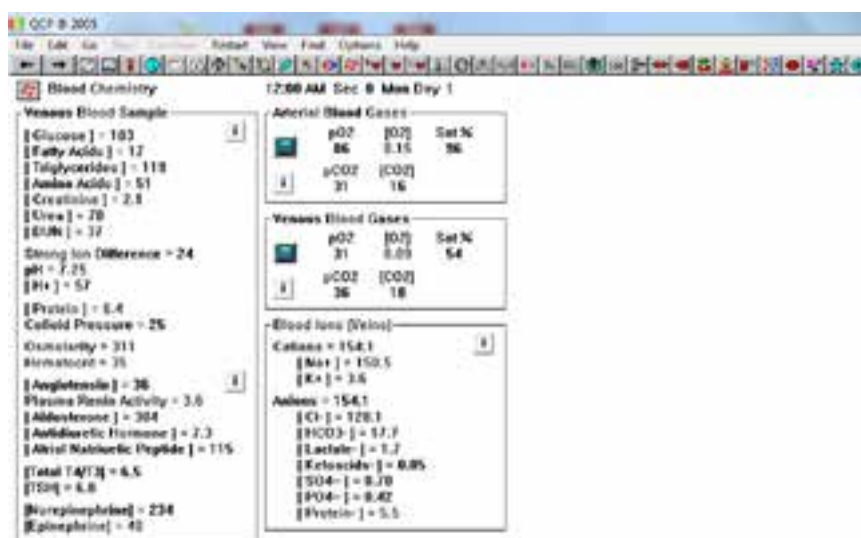 QCP © 2005
File Edit Go Restart View Find Options Help
Blood Chemistry
12:00 AM Sec 0 Mon Day 1
Venous Blood Sample
[ Glucose ] = 103
[ Fatty Acids ] = 12
[ Triglycerides ] = 119
[ Amino Acids ] = 51
[ Creatinine ] = 2.8
[ Urea ] = 78
[ BUN ] = 37
Strong Ion Difference = 24
pH = 7.25
[ H+ ] = 57
[ Protein ] = 6.4
Colloid Pressure = 25
Osmolarity = 311
Hematocrit = 35
[ Angiotensin ] = 36
Plasma Renin Activity = 3.6
[ Aldosterone ] = 304
[ Antidiuretic Hormone ] = 2.3
[ Atrial Natriuretic Peptide ] = 115
[Total T4/T3] = 6.5
[TSH] = 6.8
[Norepinephrine] = 234
[Epinephrine] = 40
Arterial Blood Gases
pO2 [O2] Sat %
86 0.15 96
pCO2 [CO2]
31 16
Venous Blood Gases
pO2 [O2] Sat %
31 0.09 54
pCO2 [CO2]
36 18
Blood Ions (Veins)
Cations = 154.1
[ Na+ ] = 150.5
[ K+ ] = 3.6
Anions = 154.1
[ Cl- ] = 128.1
[ HCO3- ] = 17.7
[ Lactate- ] = 1.7
[ Ketoacids- ] = 0.05
[ SO4-- ] = 0.70
[ PO4-- ] = 0.42
[ Protein- ] = 5.5